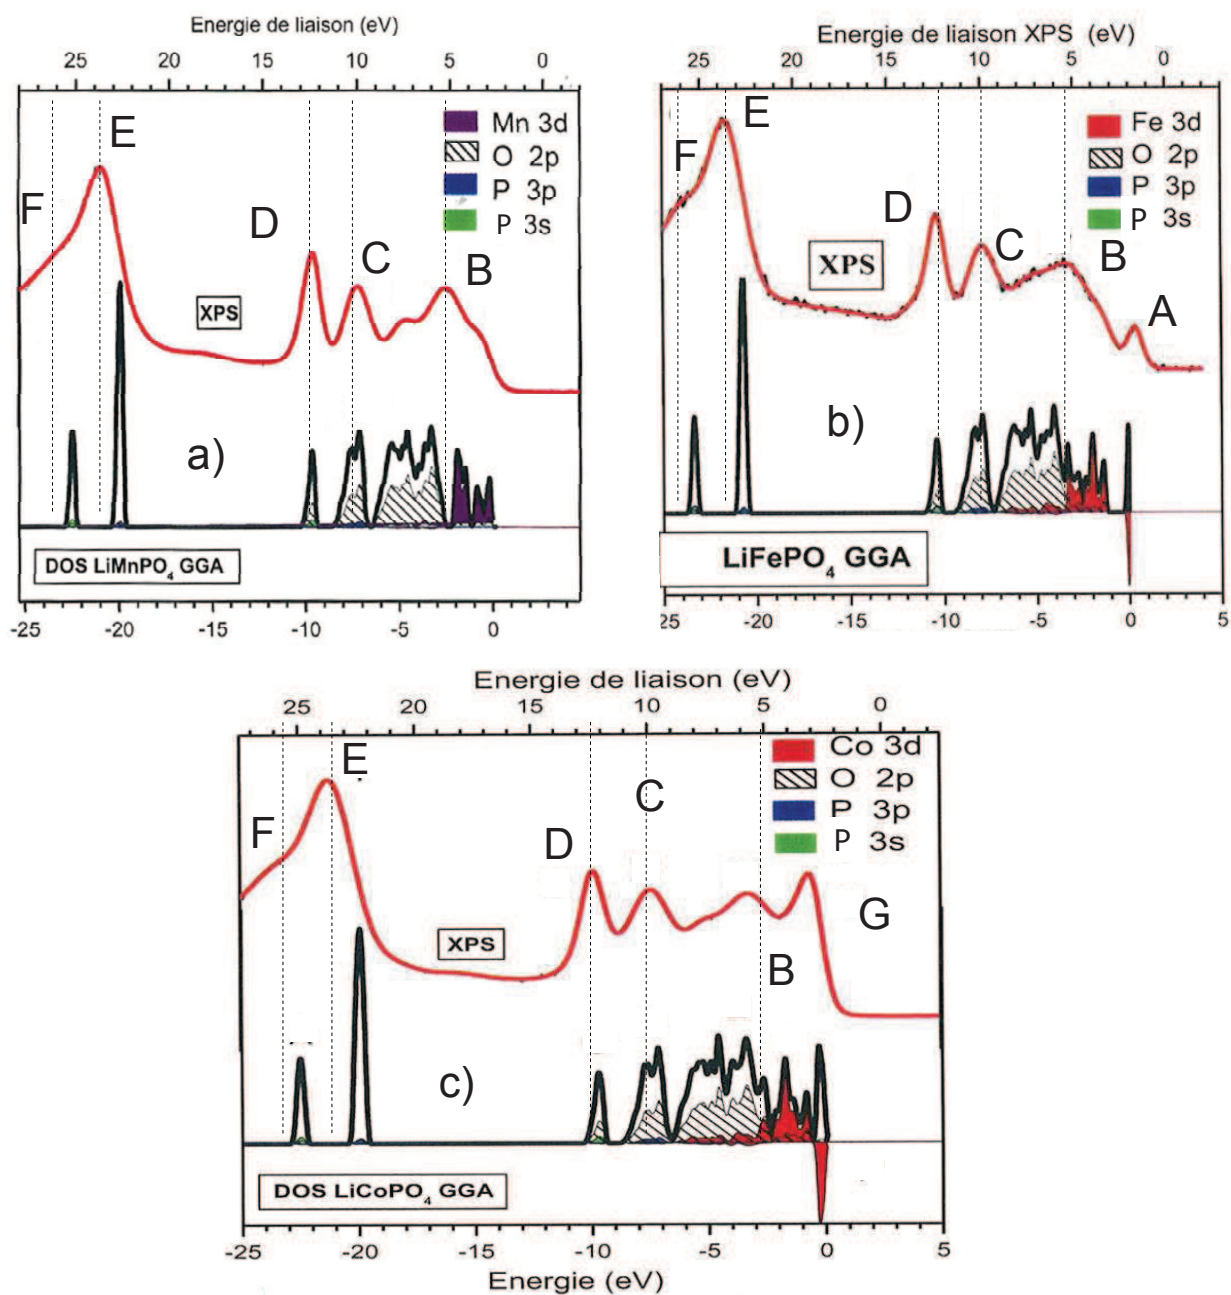 Energie de liaison (eV)
25 20 15 10 5 0
Mn 3d
O 2p
P 3p
P 3s
F
E
D
C
B
XPS
a)
DOS LiMnPO4 GGA
-25 -20 -15 -10 -5 0
Energie de liaison XPS (eV)
25 20 15 10 5 0
Fe 3d
O 2p
P 3p
P 3s
F
E
D
C
B
A
XPS
b)
LiFePO4 GGA
-25 -20 -15 -10 -5 0 5
Energie de liaison (eV)
25 20 15 10 5 0
Co 3d
O 2p
P 3p
P 3s
F
E
D
C
B
G
XPS
c)
DOS LiCoPO4 GGA
-25 -20 -15 -10 -5 0 5
Energie (eV)